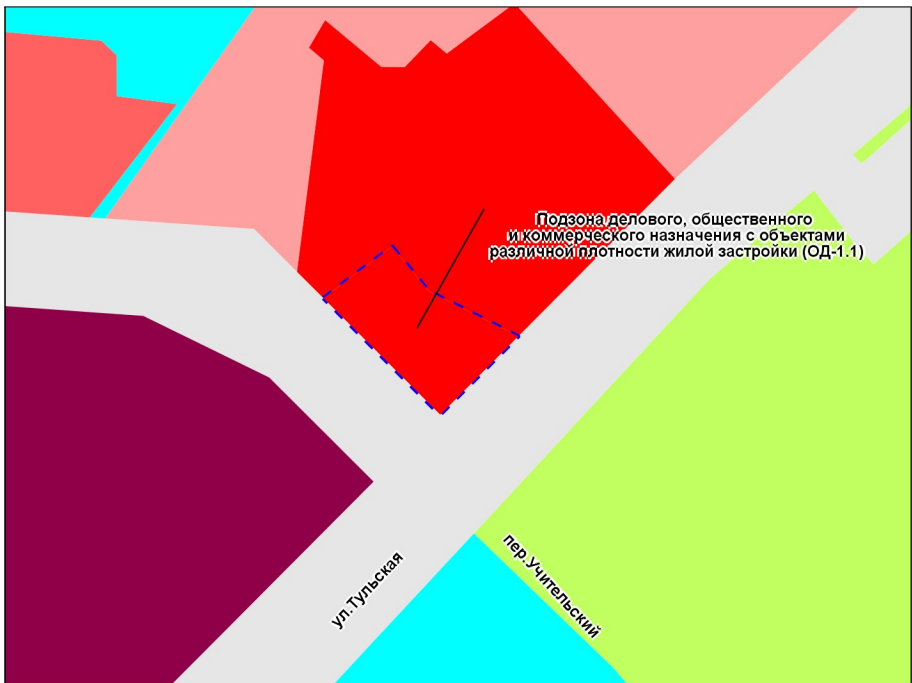 Подзона делового, общественного
и коммерческого назначения с объектами
различной плотности жилой застройки (ОД-1.1)
ул.Тульская
пер.Учительский